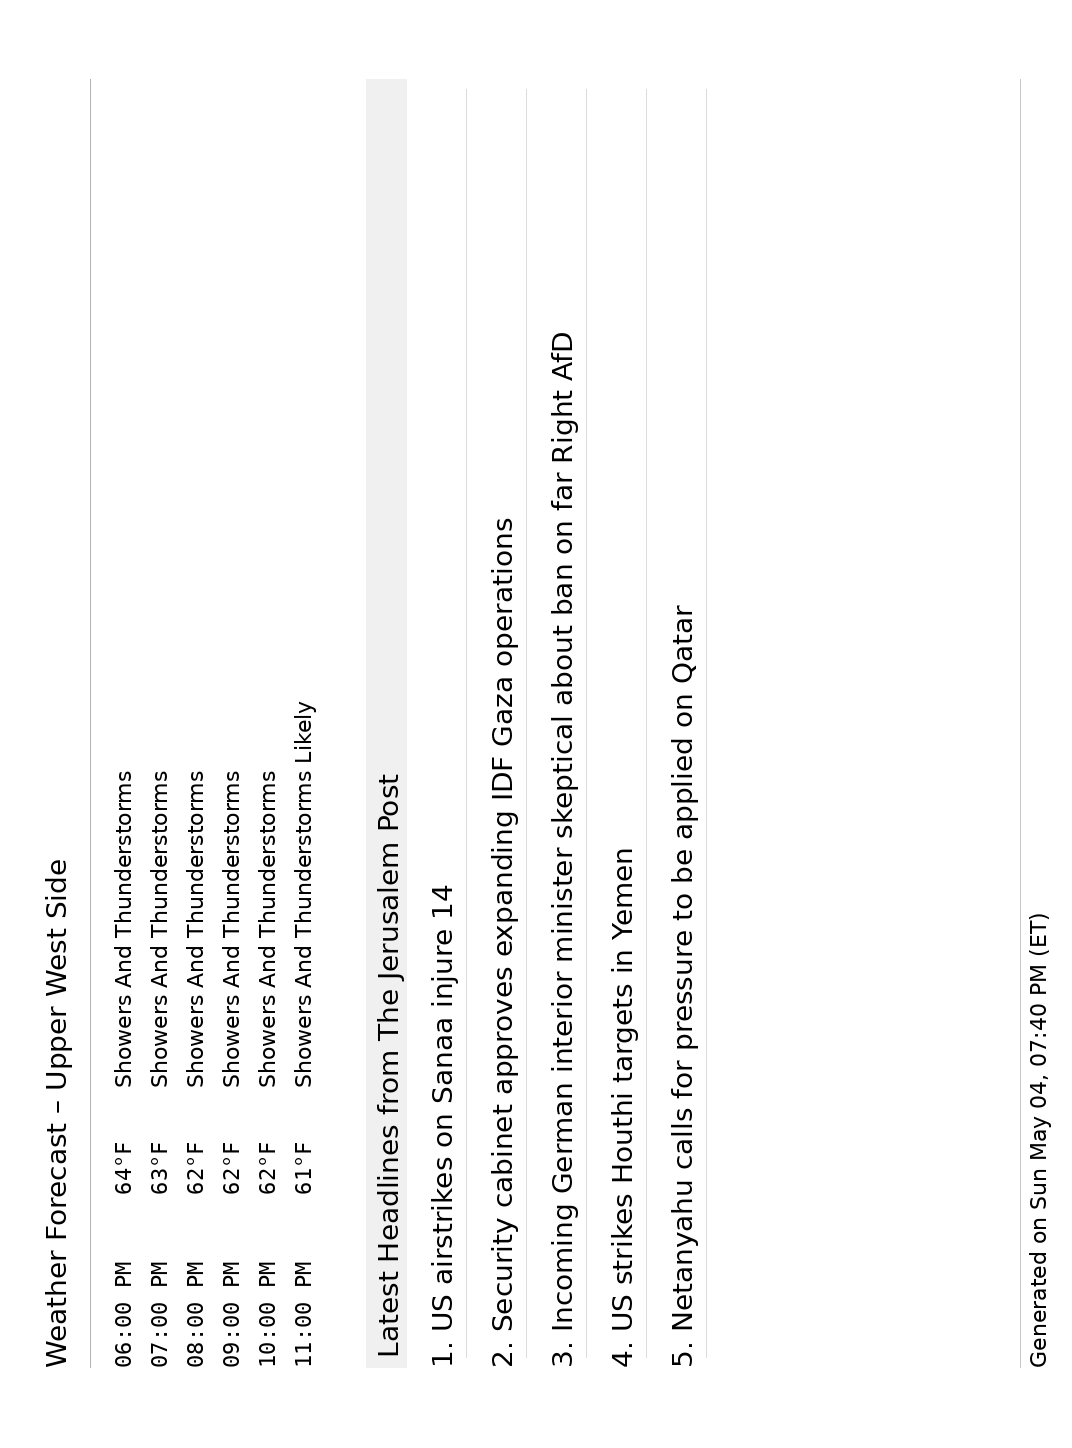 Weather Forecast – Upper West Side
06:00 PM 64°F Showers And Thunderstorms
07:00 PM 63°F Showers And Thunderstorms
08:00 PM 62°F Showers And Thunderstorms
09:00 PM 62°F Showers And Thunderstorms
10:00 PM 62°F Showers And Thunderstorms
11:00 PM 61°F Showers And Thunderstorms Likely
Latest Headlines from The Jerusalem Post
1. US airstrikes on Sanaa injure 14
2. Security cabinet approves expanding IDF Gaza operations
3. Incoming German interior minister skeptical about ban on far Right AfD
4. US strikes Houthi targets in Yemen
5. Netanyahu calls for pressure to be applied on Qatar
Generated on Sun May 04, 07:40 PM (ET)